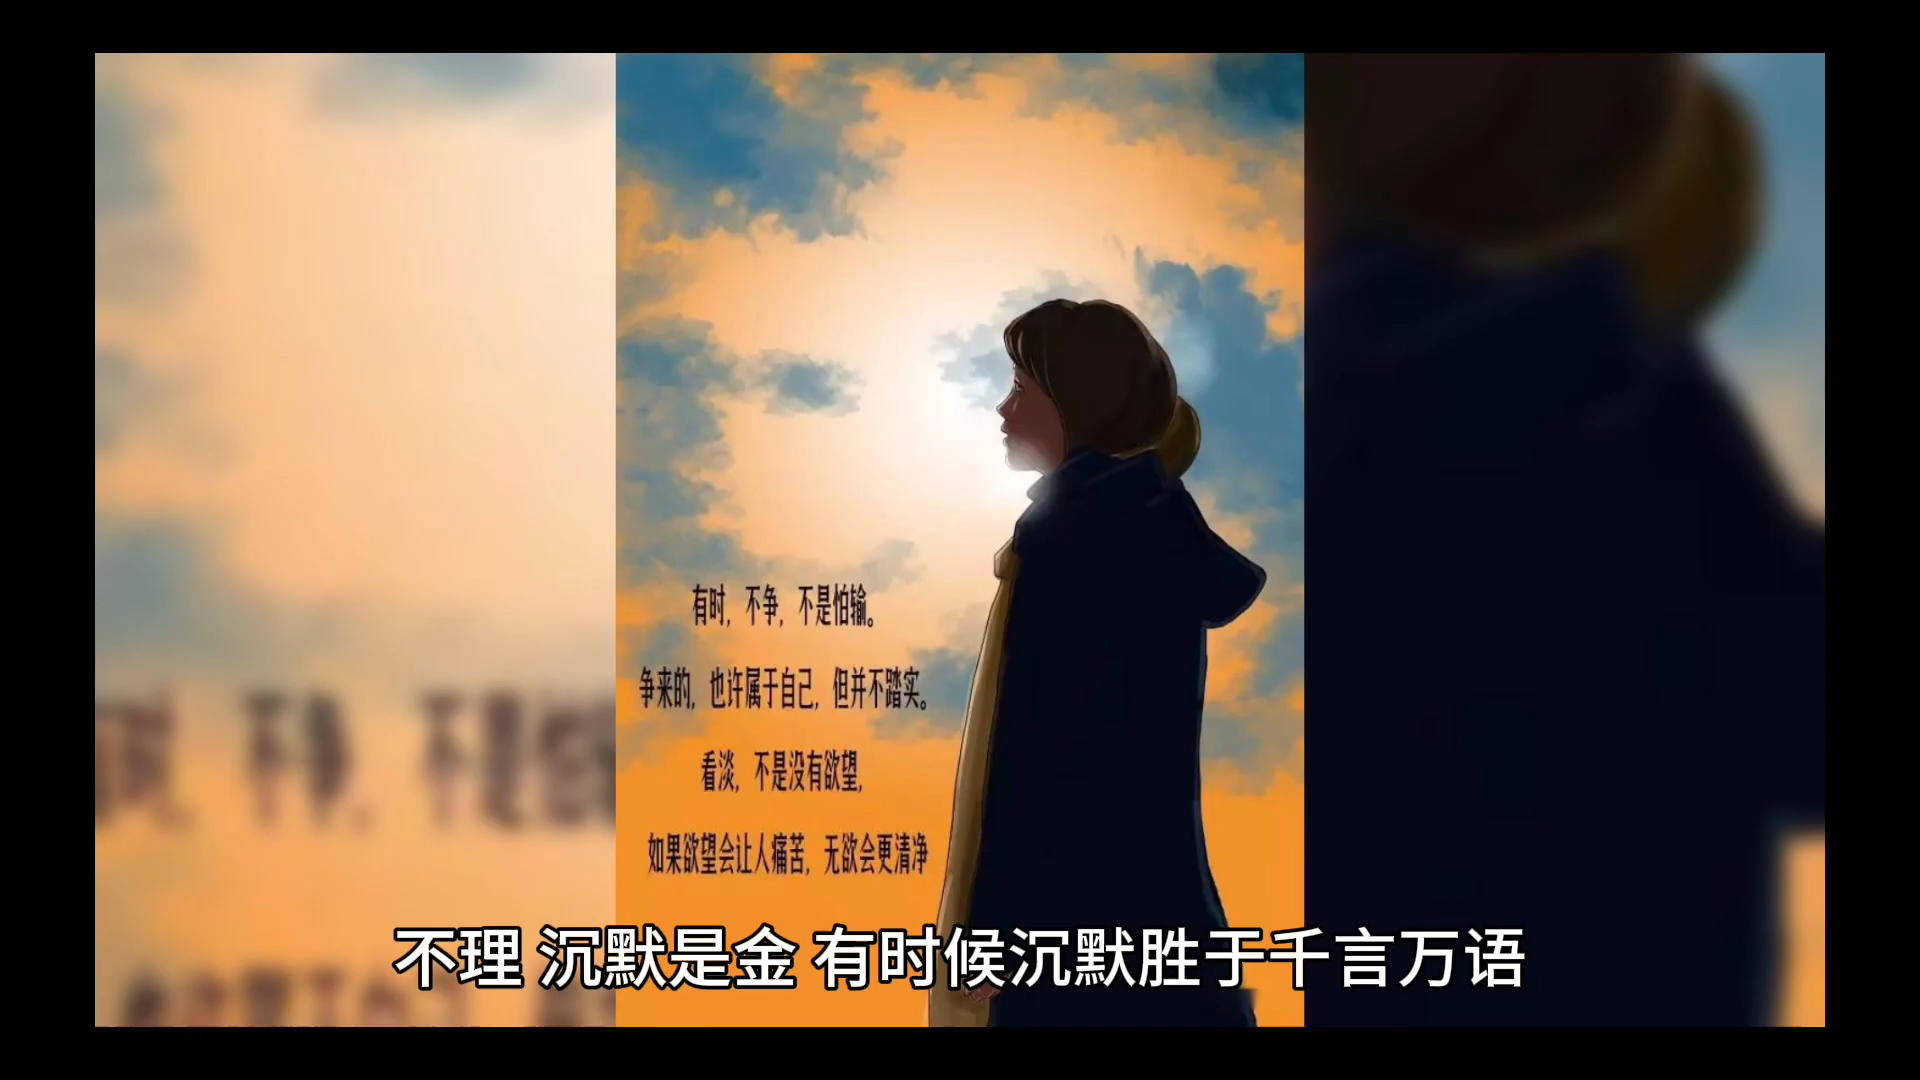 有时，不争，不是怕输。
争来的，也许属于自己，但并不踏实。
看淡，不是没有欲望，
如果欲望会让人痛苦，无欲会更清净
不理 沉默是金 有时候沉默胜于千言万语